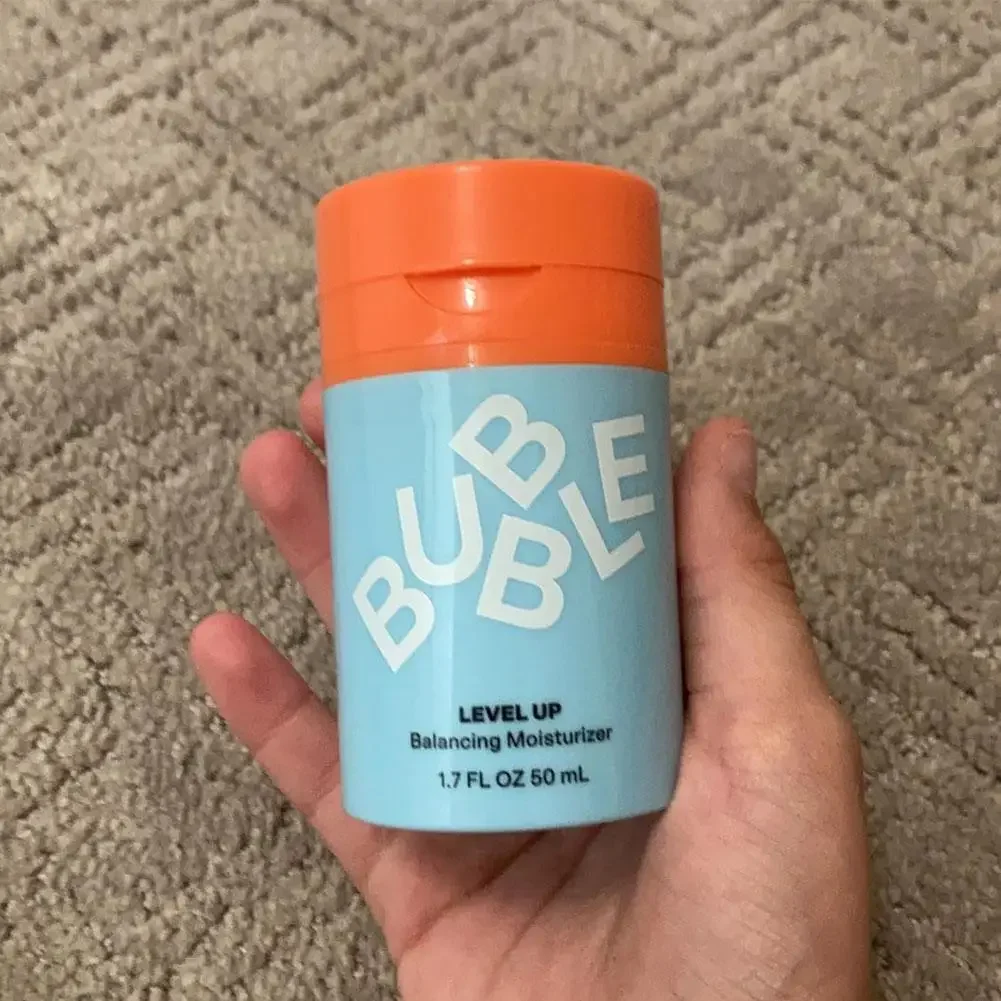 BUBBLE
LEVEL UP
Balancing Moisturizer
1.7 FL OZ 50 mL